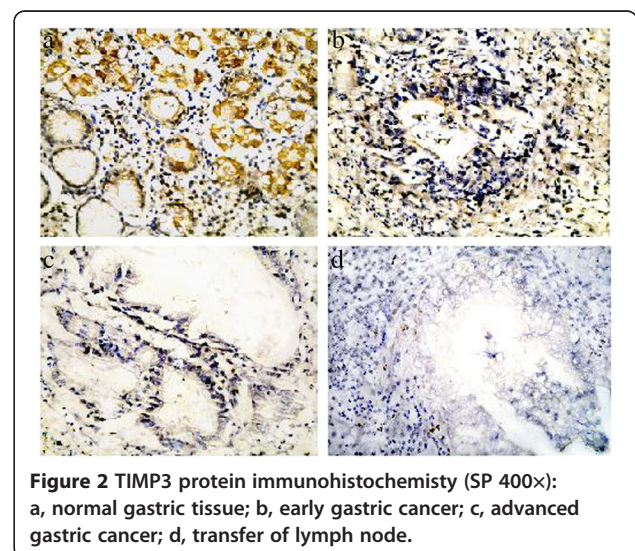 a
b
c
d
Figure 2 TIMP3 protein immunohistochemisty (SP 400×):
a, normal gastric tissue; b, early gastric cancer; c, advanced
gastric cancer; d, transfer of lymph node.